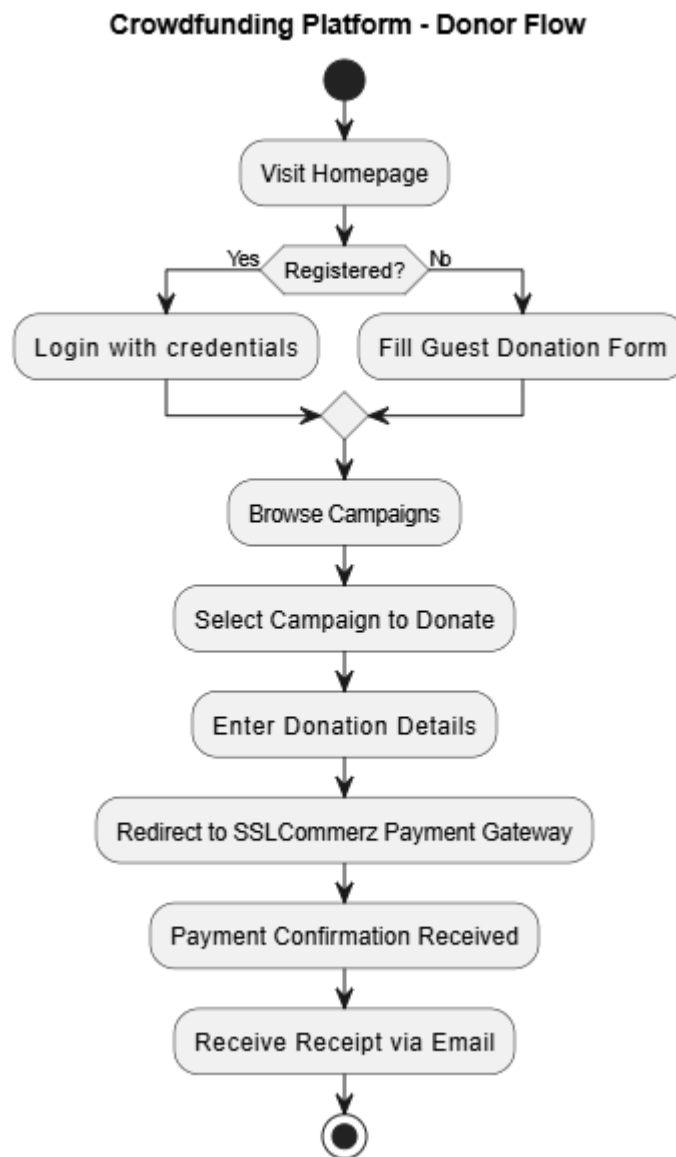 Crowdfunding Platform - Donor Flow
Visit Homepage
Yes
Registered?
No
Login with credentials
Fill Guest Donation Form
Browse Campaigns
Select Campaign to Donate
Enter Donation Details
Redirect to SSLCommerz Payment Gateway
Payment Confirmation Received
Receive Receipt via Email